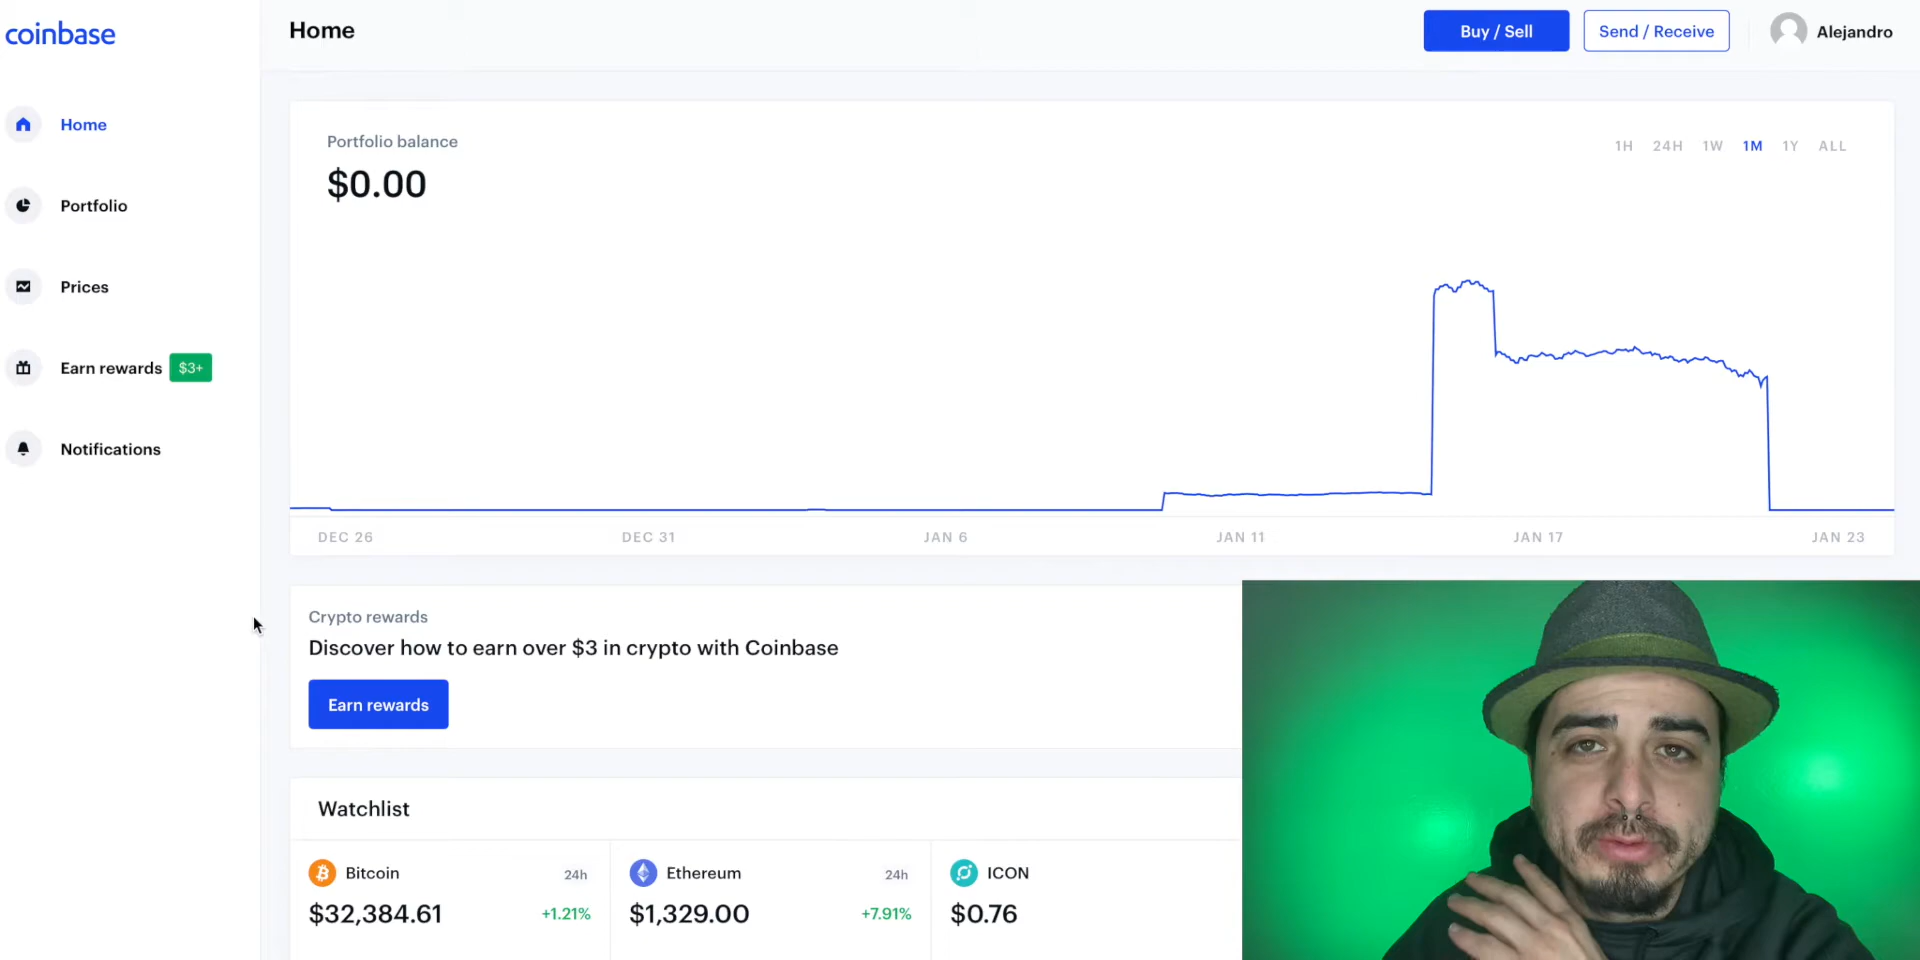 coinbase
Home
Buy / Sell
Send / Receive
Alejandro
Home
Portfolio
Prices
Earn rewards $3+
Notifications
Portfolio balance
$0.00
1H 24H 1W 1M 1Y ALL
DEC 26 DEC 31 JAN 6 JAN 11 JAN 17 JAN 23
Crypto rewards
Discover how to earn over $3 in crypto with Coinbase
Earn rewards
Watchlist
Bitcoin 24h
$32,384.61 +1.21%
Ethereum 24h
$1,329.00 +7.91%
ICON
$0.76